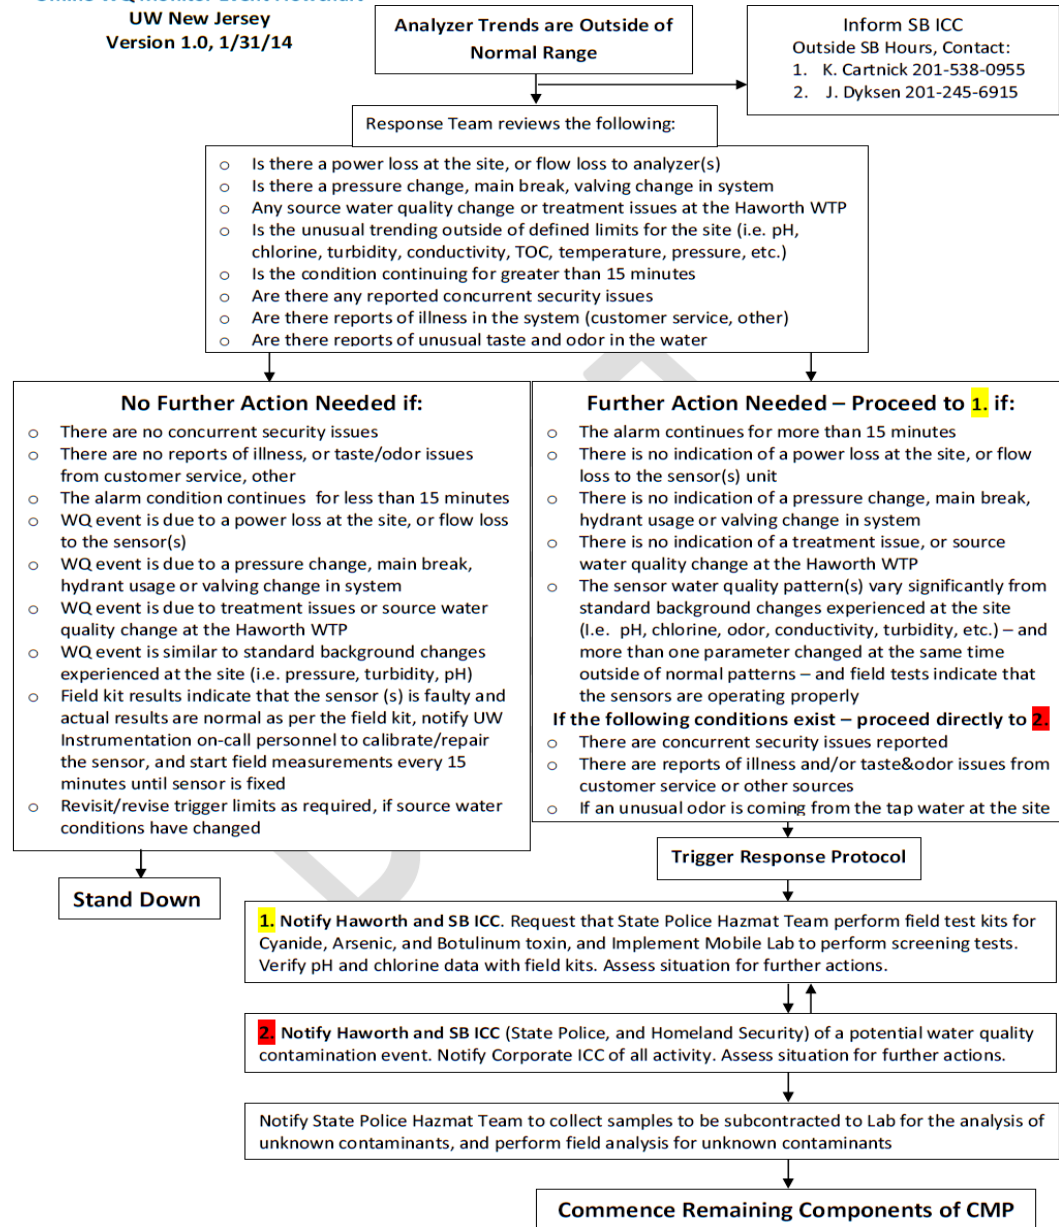 UW New Jersey
Version 1.0, 1/31/14
Analyzer Trends are Outside of
Normal Range
Inform SB ICC
Outside SB Hours, Contact:
1. K. Cartnick 201-538-0955
2. J. Dyksen 201-245-6915
Response Team reviews the following:
o Is there a power loss at the site, or flow loss to analyzer(s)
o Is there a pressure change, main break, valving change in system
o Any source water quality change or treatment issues at the Haworth WTP
o Is the unusual trending outside of defined limits for the site (i.e. pH,
chlorine, turbidity, conductivity, TOC, temperature, pressure, etc.)
o Is the condition continuing for greater than 15 minutes
o Are there any reported concurrent security issues
o Are there reports of illness in the system (customer service, other)
o Are there reports of unusual taste and odor in the water
No Further Action Needed if:
o There are no concurrent security issues
o There are no reports of illness, or taste/odor issues
from customer service, other
o The alarm condition continues for less than 15 minutes
o WQ event is due to a power loss at the site, or flow loss
to the sensor(s)
o WQ event is due to a pressure change, main break,
hydrant usage or valving change in system
o WQ event is due to treatment issues or source water
quality change at the Haworth WTP
o WQ event is similar to standard background changes
experienced at the site (i.e. pressure, turbidity, pH)
o Field kit results indicate that the sensor (s) is faulty and
actual results are normal as per the field kit, notify UW
Instrumentation on-call personnel to calibrate/repair
the sensor, and start field measurements every 15
minutes until sensor is fixed
o Revisit/revise trigger limits as required, if source water
conditions have changed
Stand Down
Further Action Needed – Proceed to 1. if:
o The alarm continues for more than 15 minutes
o There is no indication of a power loss at the site, or flow
loss to the sensor(s) unit
o There is no indication of a pressure change, main break,
hydrant usage or valving change in system
o There is no indication of a treatment issue, or source
water quality change at the Haworth WTP
o The sensor water quality pattern(s) vary significantly from
standard background changes experienced at the site
(I.e. pH, chlorine, odor, conductivity, turbidity, etc.) – and
more than one parameter changed at the same time
outside of normal patterns – and field tests indicate that
the sensors are operating properly
If the following conditions exist – proceed directly to 2.
o There are concurrent security issues reported
o There are reports of illness and/or taste&odor issues from
customer service or other sources
o If an unusual odor is coming from the tap water at the site
Trigger Response Protocol
1. Notify Haworth and SB ICC. Request that State Police Hazmat Team perform field test kits for
Cyanide, Arsenic, and Botulinum toxin, and Implement Mobile Lab to perform screening tests.
Verify pH and chlorine data with field kits. Assess situation for further actions.
2. Notify Haworth and SB ICC (State Police, and Homeland Security) of a potential water quality
contamination event. Notify Corporate ICC of all activity. Assess situation for further actions.
Notify State Police Hazmat Team to collect samples to be subcontracted to Lab for the analysis of
unknown contaminants, and perform field analysis for unknown contaminants
Commence Remaining Components of CMP